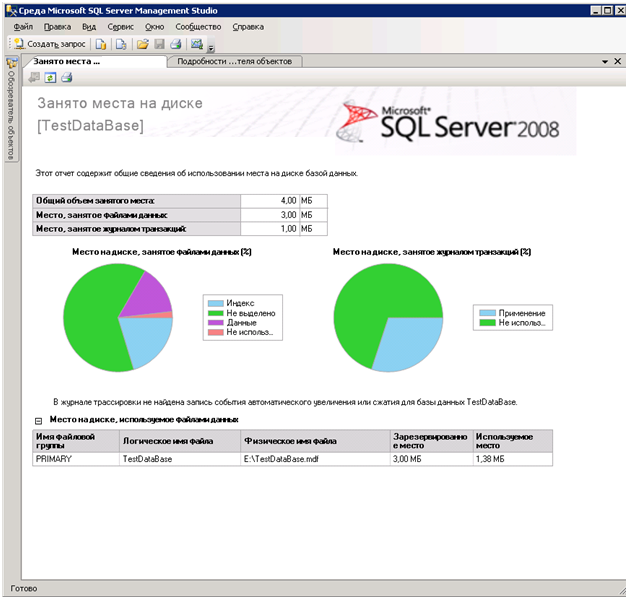 Среда Microsoft SQL Server Management Studio
Файл Правка Вид Сервис Окно Сообщество Справка
Создать запрос
Занято места ... Подробности ...теля объектов
Обозреватель объектов
Занято места на диске
[TestDataBase]
Microsoft
SQL Server 2008
Этот отчет содержит общие сведения об использовании места на диске базой данных.
Общий объем занятого места: 4,00 МБ
Место, занятое файлами данных: 3,00 МБ
Место, занятое журналом транзакций: 1,00 МБ
Место на диске, занятое файлами данных (%)
Индекс
Не выделено
Данные
Не использ...
Место на диске, занятое журналом транзакций (%)
Применение
Не использ...
В журнале трассировки не найдена запись события автоматического увеличения или сжатия для базы данных TestDataBase.
Место на диске, используемое файлами данных
Имя файловой группы Логическое имя файла Физическое имя файла Зарезервированное место Используемое место
PRIMARY TestDataBase E:\TestDataBase.mdf 3,00 МБ 1,38 МБ
Готово